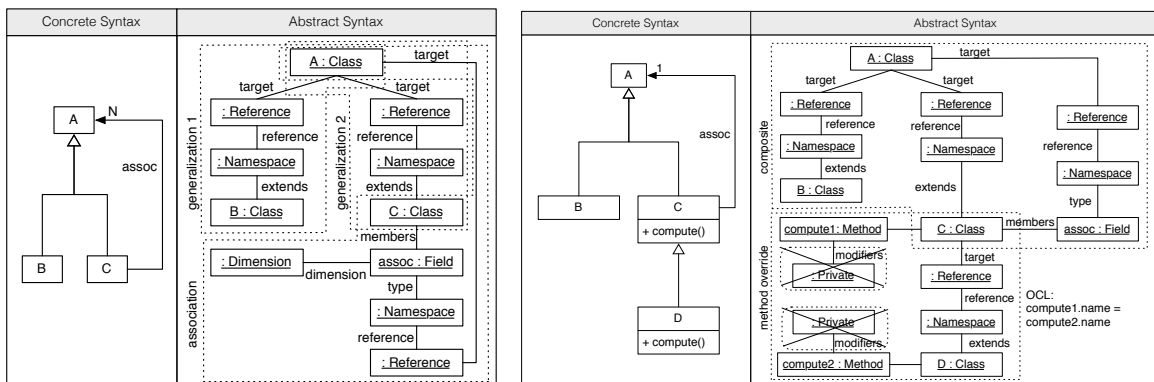 Concrete Syntax
Abstract Syntax
A
N
assoc
B
C
generalization 1
generalization 2
association
A : Class
target
target
target
: Reference
: Reference
reference
reference
: Namespace
: Namespace
extends
extends
B : Class
C : Class
members
: Dimension
assoc : Field
dimension
type
: Namespace
reference
: Reference
Concrete Syntax
Abstract Syntax
A
1
assoc
B
C
+ compute()
D
+ compute()
composite
method override
A : Class
target
target
target
: Reference
: Reference
: Reference
reference
reference
reference
: Namespace
: Namespace
: Namespace
extends
extends
type
B : Class
compute1: Method
C : Class
members
assoc : Field
modifiers
target
: Private
: Reference
reference
OCL:
compute1.name =
compute2.name
: Private
: Namespace
modifiers
extends
compute2 : Method
D : Class